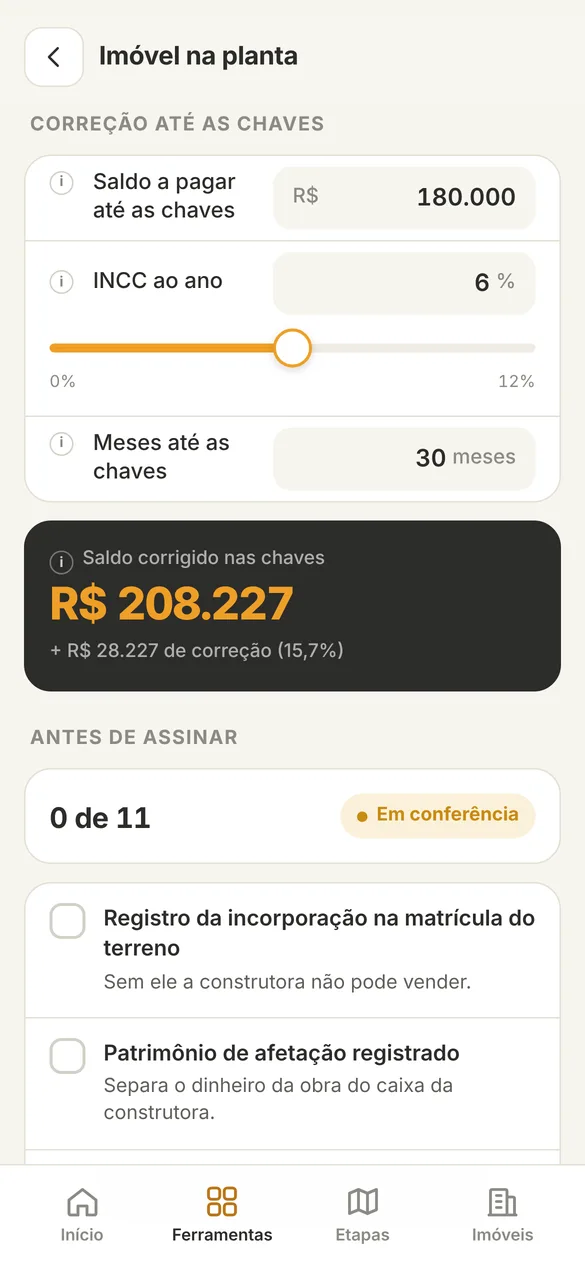 Imóvel na planta
CORREÇÃO ATÉ AS CHAVES
Saldo a pagar
até as chaves
R$ 180.000
INCC ao ano
6 %
0% 12%
Meses até as
chaves
30 meses
Saldo corrigido nas chaves
R$ 208.227
+ R$ 28.227 de correção (15,7%)
ANTES DE ASSINAR
0 de 11
Em conferência
Registro da incorporação na matrícula do
terreno
Sem ele a construtora não pode vender.
Patrimônio de afetação registrado
Separa o dinheiro da obra do caixa da
construtora.
Início Ferramentas Etapas Imóveis